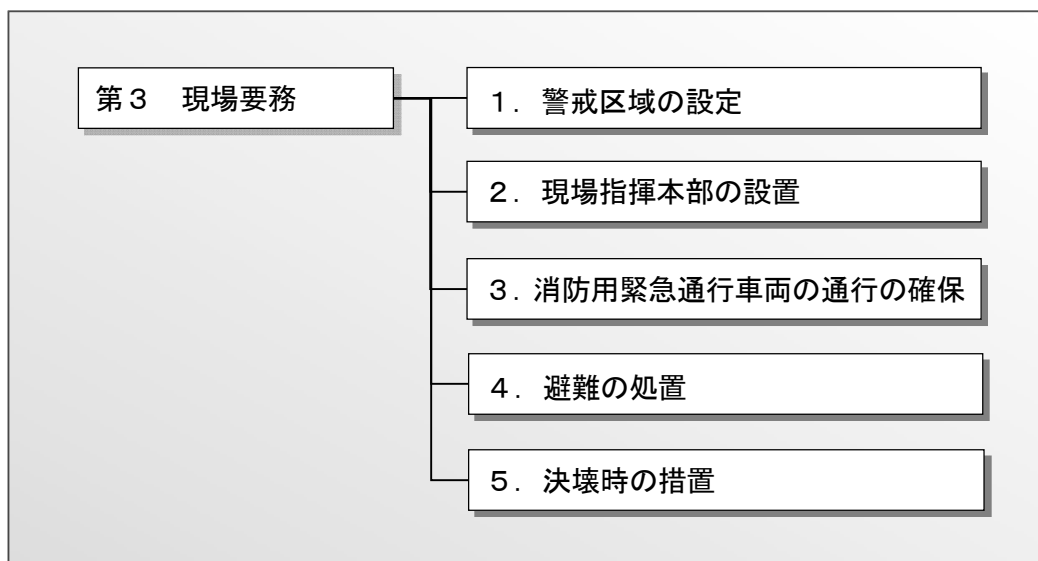 第３　現場要務
１．警戒区域の設定
２．現場指揮本部の設置
３．消防用緊急通行車両の通行の確保
４．避難の処置
５．決壊時の措置